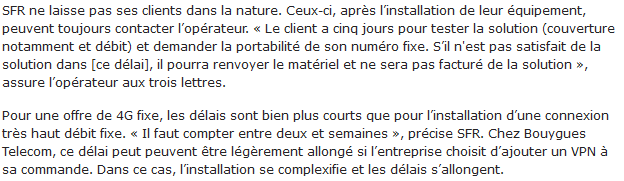 SFR ne laisse pas ses clients dans la nature. Ceux-ci, après l’installation de leur équipement,
peuvent toujours contacter l’opérateur. « Le client a cinq jours pour tester la solution (couverture
notamment et débit) et demander la portabilité de son numéro fixe. S’il n'est pas satisfait de la
solution dans [ce délai], il pourra renvoyer le matériel et ne sera pas facturé de la solution »,
assure l’opérateur aux trois lettres.
Pour une offre de 4G fixe, les délais sont bien plus courts que pour l’installation d’une connexion
très haut débit fixe. « Il faut compter entre deux et semaines », précise SFR. Chez Bouygues
Telecom, ce délai peut peuvent être légèrement allongé si l’entreprise choisit d’ajouter un VPN à
sa commande. Dans ce cas, l’installation se complexifie et les délais s’allongent.